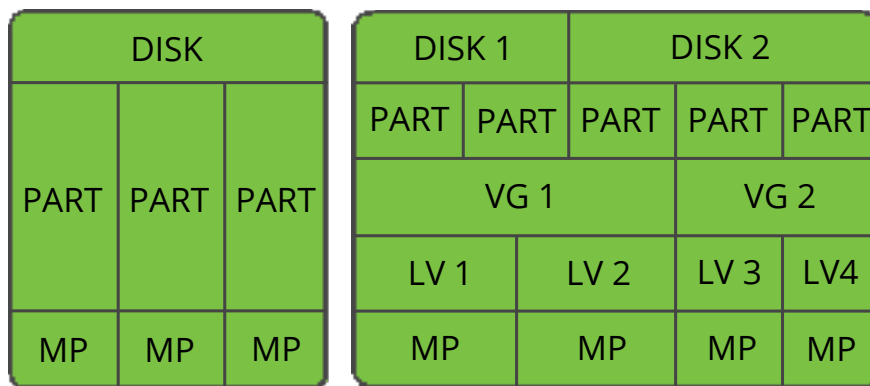 DISK
PART PART PART
MP MP MP
DISK 1 DISK 2
PART PART PART PART PART
VG 1 VG 2
LV 1 LV 2 LV 3 LV4
MP MP MP MP